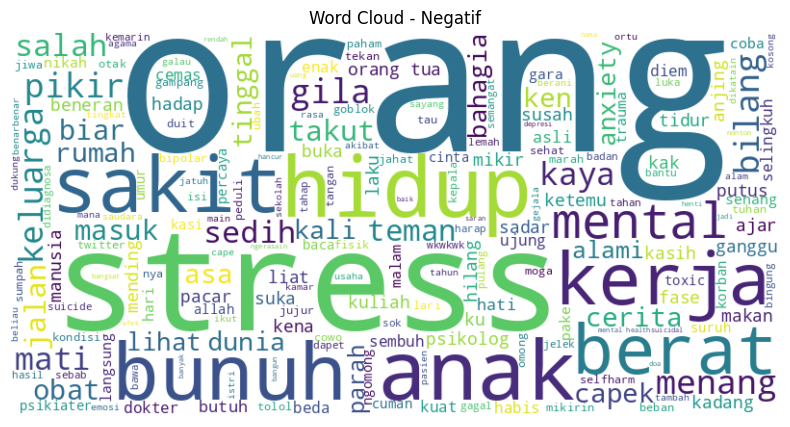 Word Cloud - Negatif
orang
stress
hidup
sakit
bunuh
anak
kerja
berat
mental
salah
kemarin
agama
jiwa
nikah
otak
galau
gampang
rendah
cemas
pikir
beneran
hadap
duit
biar
keluarga
rumah
tinggal
ubah
enak
orang tua
paham
tekan
gila
goblok
sayang
rasa
tau
takut
bahagia
semangat
lemah
gara
ken
susah
asli
anxiety
trauma
diem
luka
berani
tidur
kak
bantu
anjing
coba
ortu
kosong
dikatain
bilang
selingkuh
nonton
depresi
sehat
marah
badan
mikir
cinta
jahat
akibat
buka
laku
kepala
tangan
hancur
baik
tingkat
bipolar
percaya
peduli
umur
jatuh
isi
sekolah
tahap
dukung
benarbenar
didiagnosa
kaya
ketemu
tahan
alam
putus
senang
tuhan
henti
jadi
ajar
ganggu
masuk
mana
saudara
kasi
main
sedih
kali
teman
harap
gejala
saran
sadar
ujung
alami
kasih
korban
bingung
toxic
fase
makan
suruh
cerita
moga
pake
jalan
manusia
twitter
mending
hari
nya
asa
pacar
allah
cape
ngerasain
liat
suka
jujur
kena
ikut
baca
fisik
wkwkwk
hilang
malam
usaha
kamar
tahun
pulang
kuliah
lari
hati
ku
sok
sembuh
psikolog
omong
jelek
beliau
sumpah
suicide
bangsat
kondisi
lihat
dunia
cowo
dapet
mati
hasil
sebab
obat
langsung
bawa
banyak
bangun
istri
parah
ngomong
pasien
mental health
suicidal
doa
capek
menang
selfharm
tambah
kadang
psikiater
emosi
dokter
butuh
tolol
beda
cuman
kuat
gagal
habis
mikirin
beban